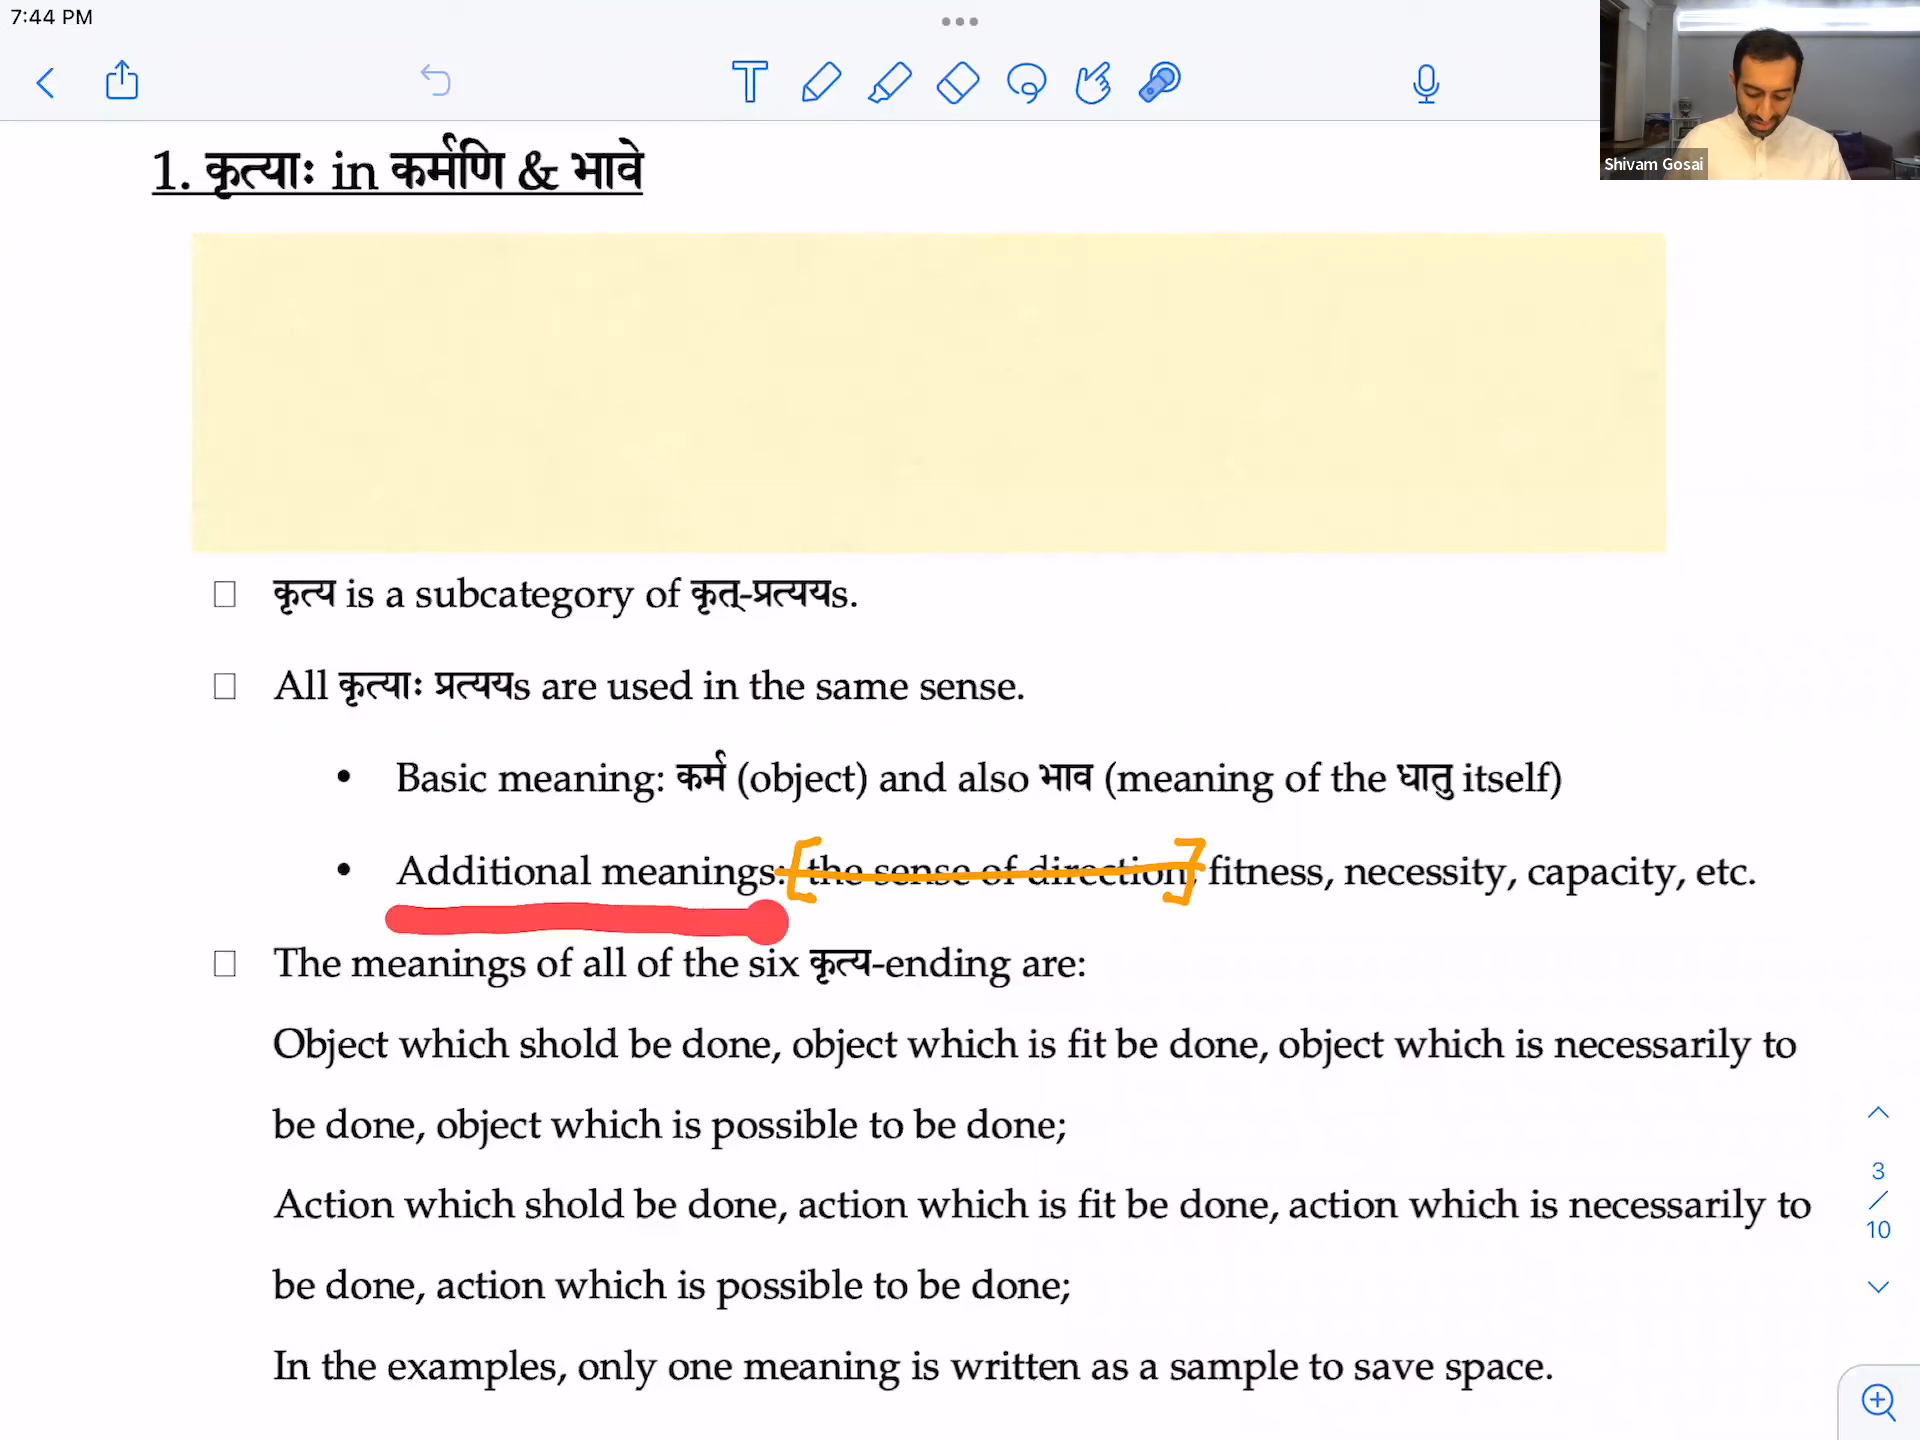 7:44 PM
Shivam Gosai
1. कृत्याः in कर्मणि & भावे
कृत्य is a subcategory of कृत्-प्रत्ययs.
All कृत्याः प्रत्ययs are used in the same sense.
• Basic meaning: कर्म (object) and also भाव (meaning of the धातु itself)
• Additional meanings: [the sense of direction,] fitness, necessity, capacity, etc.
The meanings of all of the six कृत्य-ending are:
Object which shold be done, object which is fit be done, object which is necessarily to
be done, object which is possible to be done;
Action which shold be done, action which is fit be done, action which is necessarily to
be done, action which is possible to be done;
In the examples, only one meaning is written as a sample to save space.
3
/
10